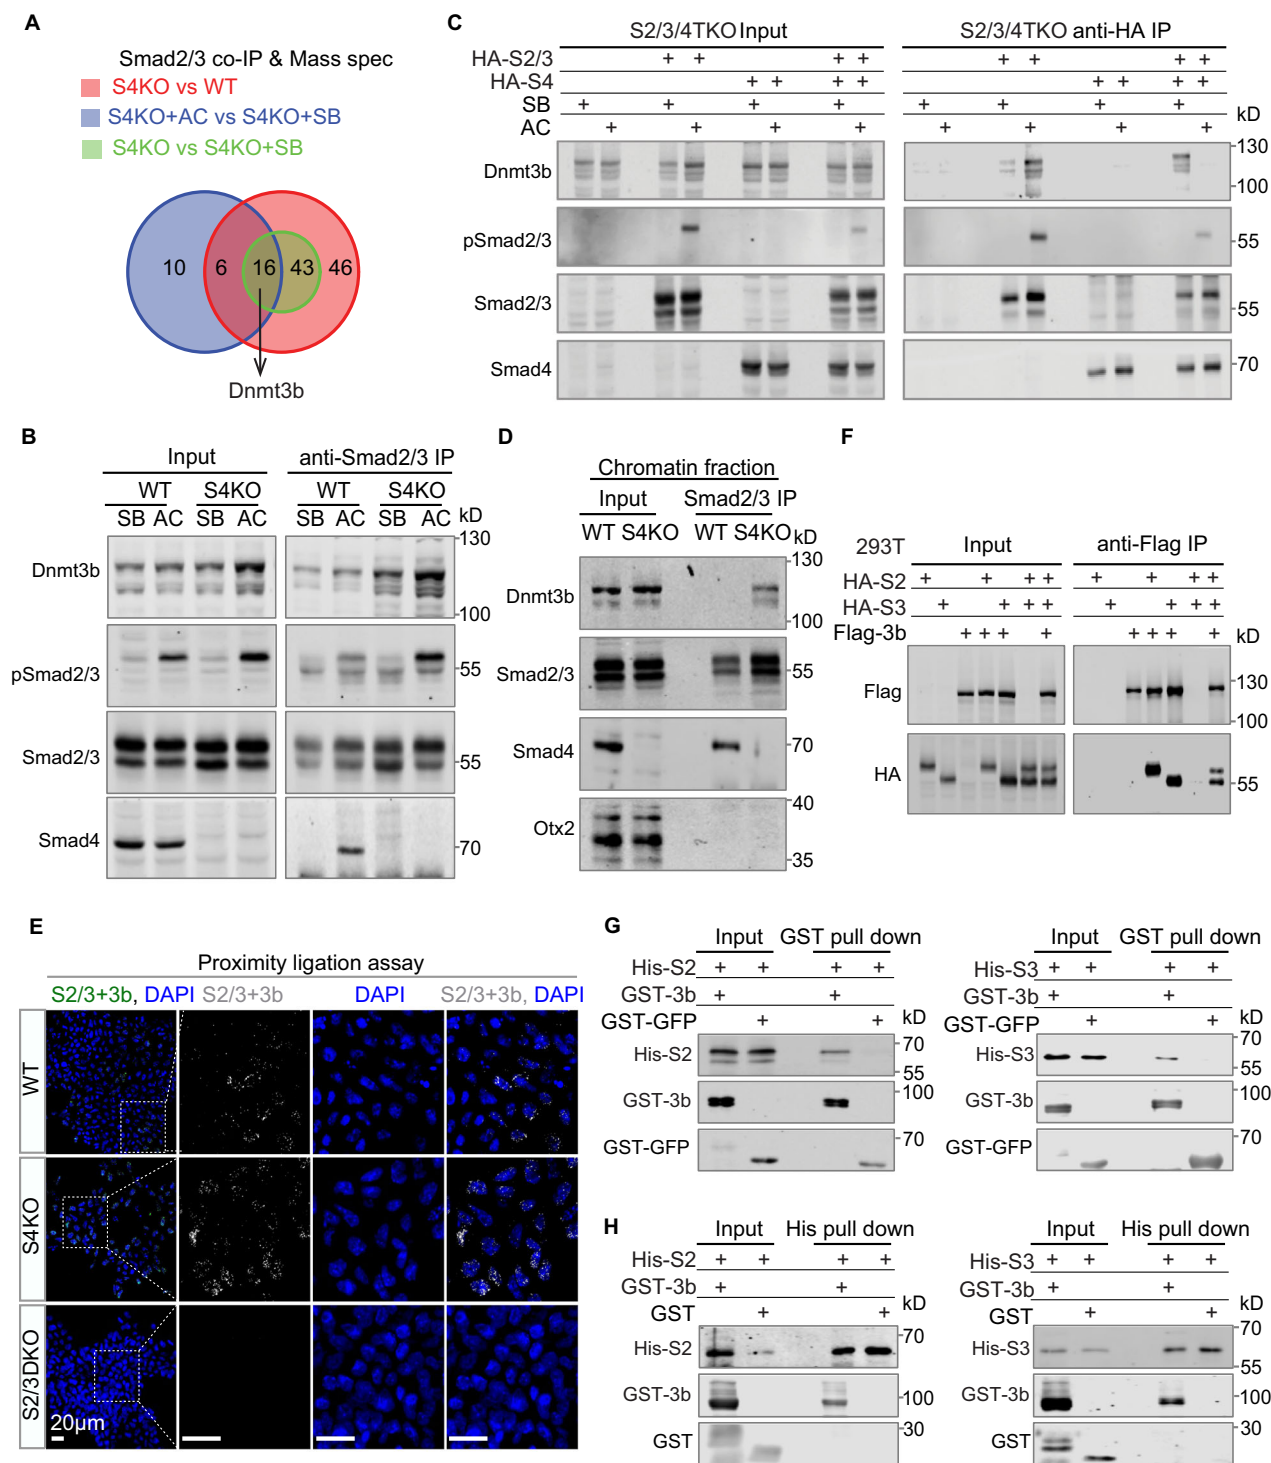 A
Smad2/3 co-IP & Mass spec
S4KO vs WT
S4KO+AC vs S4KO+SB
S4KO vs S4KO+SB
10 6 16 43 46
Dnmt3b
C
S2/3/4TKO Input S2/3/4TKO anti-HA IP
HA-S2/3 + + + + + + + +
HA-S4 + + + + + + + +
SB + + + + + + + +
AC + + + + + + + +
kD
Dnmt3b 130
100
pSmad2/3 55
Smad2/3 55
Smad4 70
B
Input anti-Smad2/3 IP
WT S4KO WT S4KO
SB AC SB AC SB AC SB AC kD
Dnmt3b 130
100
pSmad2/3 55
Smad2/3 55
Smad4 70
D
Chromatin fraction
Input Smad2/3 IP
WT S4KO WT S4KO kD
Dnmt3b 130
100
Smad2/3 55
Smad4 70
Otx2 40
35
F
293T Input anti-Flag IP
HA-S2 + + + + + + + +
HA-S3 + + + + + + + +
Flag-3b + + + + + + + + kD
Flag 130
100
HA 55
E
Proximity ligation assay
S2/3+3b, DAPI S2/3+3b DAPI S2/3+3b, DAPI
WT
S4KO
S2/3DKO
20μm
G
Input GST pull down
His-S2 + + + +
GST-3b + +
GST-GFP + + kD
His-S2 70
55
GST-3b 100
GST-GFP 70
Input GST pull down
His-S3 + + + +
GST-3b + +
GST-GFP + + kD
His-S3 70
55
GST-3b 100
GST-GFP 70
H
Input His pull down
His-S2 + + + +
GST-3b + +
GST + + kD
His-S2 70
GST-3b 100
GST 30
Input His pull down
His-S3 + + + +
GST-3b + +
GST + + kD
His-S3 70
55
GST-3b 100
GST 30